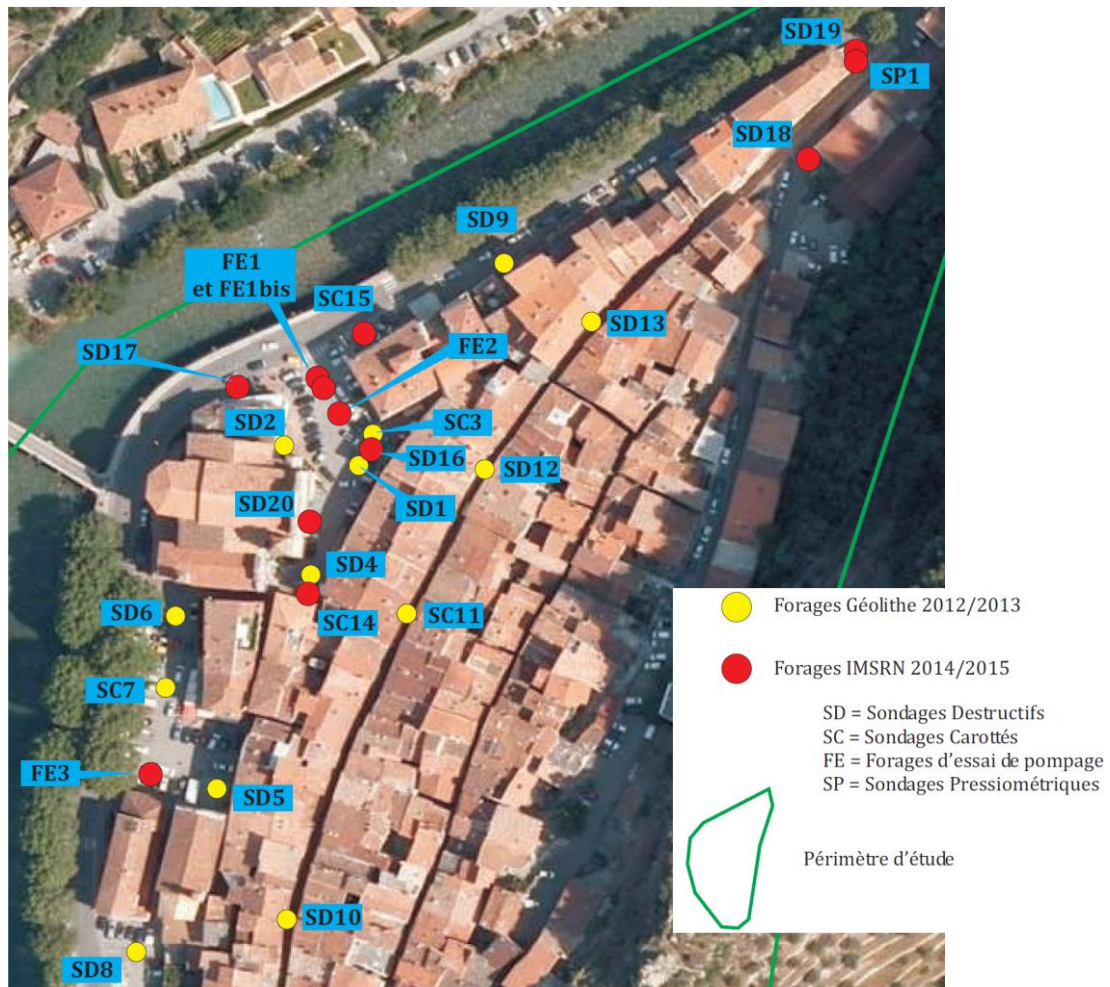 SD19
SP1
SD18
SD9
FE1
et FE1bis
SC15
SD13
SD17
FE2
SD2
SC3
SD16
SD12
SD1
SD20
SD4
SD6
SC14
SC11
SC7
FE3
SD5
SD10
SD8
Forages Géolithe 2012/2013
Forages IMSRN 2014/2015
SD = Sondages Destructifs
SC = Sondages Carottés
FE = Forages d'essai de pompage
SP = Sondages Pressiométriques
Périmètre d'étude